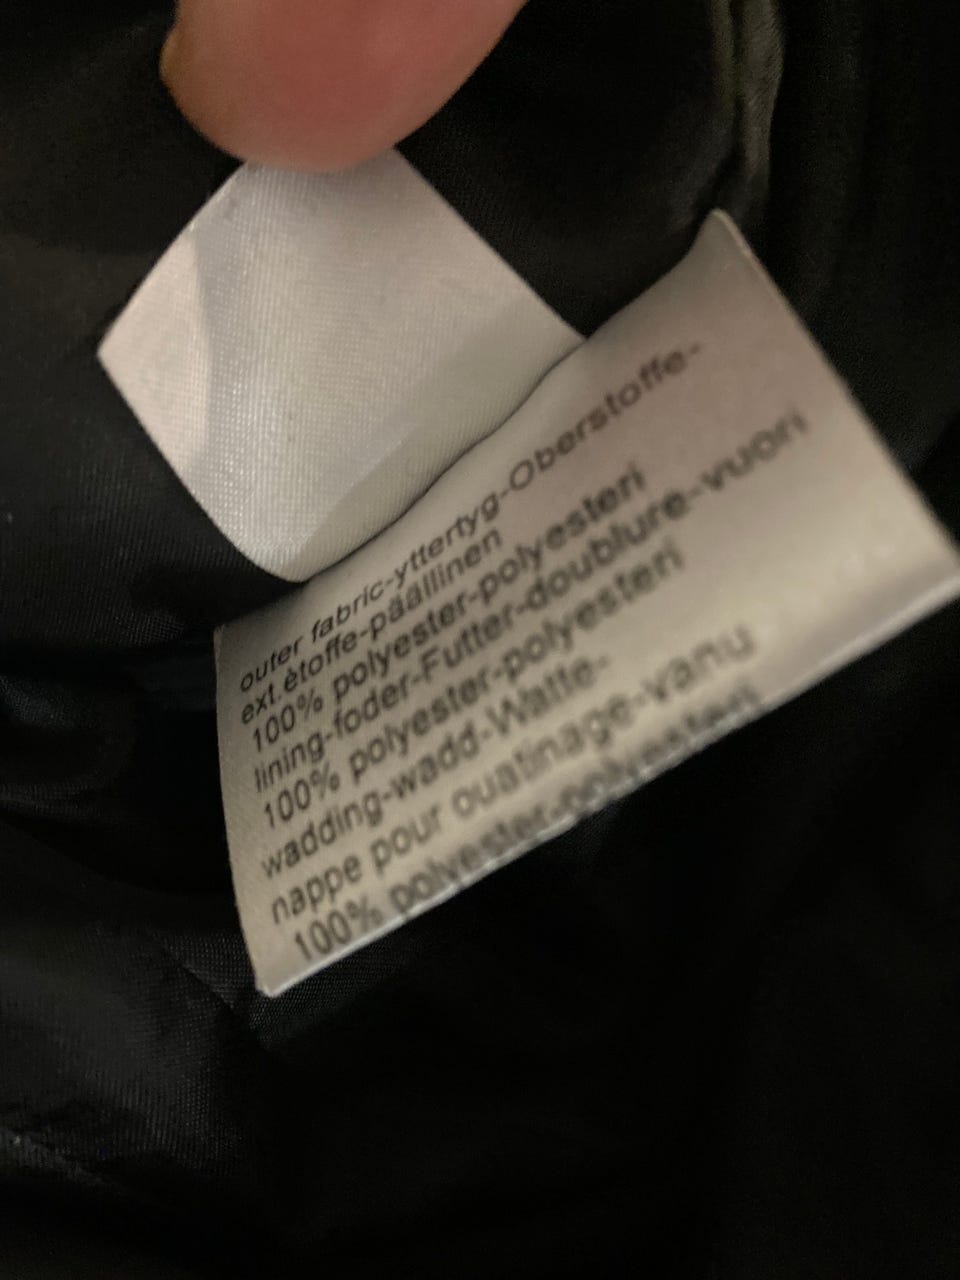 outer fabric-yttertyg-Oberstoffe-
ext.ètoffe-päällinen
100% polyester-polyesteri
lining-foder-Futter-doublure-vuori
100% polyester-polyesteri
wadding-wadd-Watte-
nappe pour ouatinage-vanu
100% polyester-polyesteri